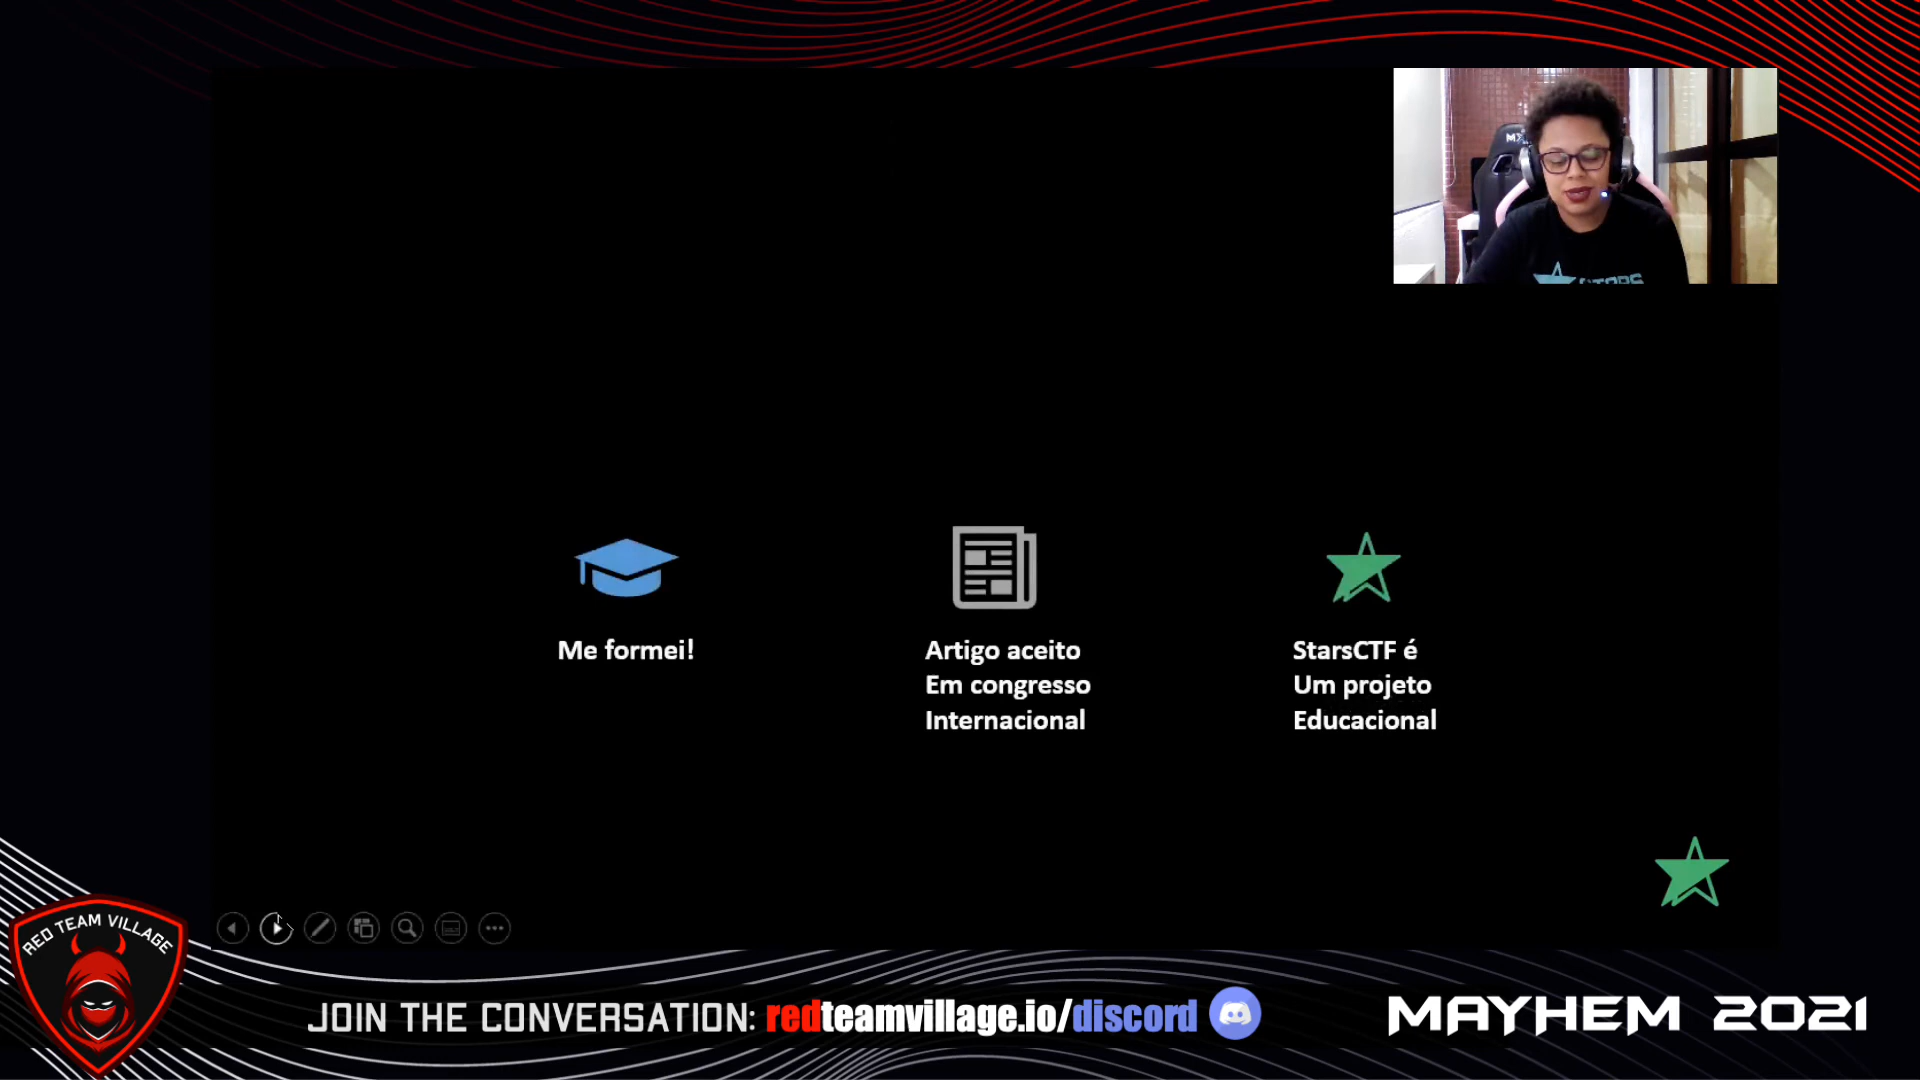 Me formei!
Artigo aceito
Em congresso
Internacional
StarsCTF é
Um projeto
Educacional
STARS
RED TEAM VILLAGE
JOIN THE CONVERSATION: redteamvillage.io/discord
MAYHEM 2021